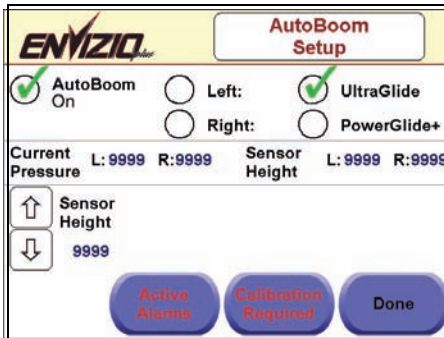 ENVIZIO plus
AutoBoom
Setup
AutoBoom
On
Left:
UltraGlide
Right:
PowerGlide+
Current
Pressure
L: 9999 R:9999
Sensor
Height
L: 9999 R:9999
Sensor
Height
9999
Active
Alarms
Calibration
Required
Done